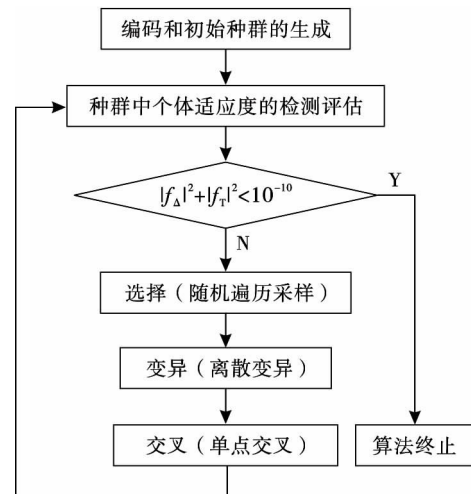 编码和初始种群的生成
种群中个体适应度的检测评估
|f_Δ|²+|f_T|²<10⁻¹⁰
Y
N
选择（随机遍历采样）
变异（离散变异）
交叉（单点交叉）
算法终止